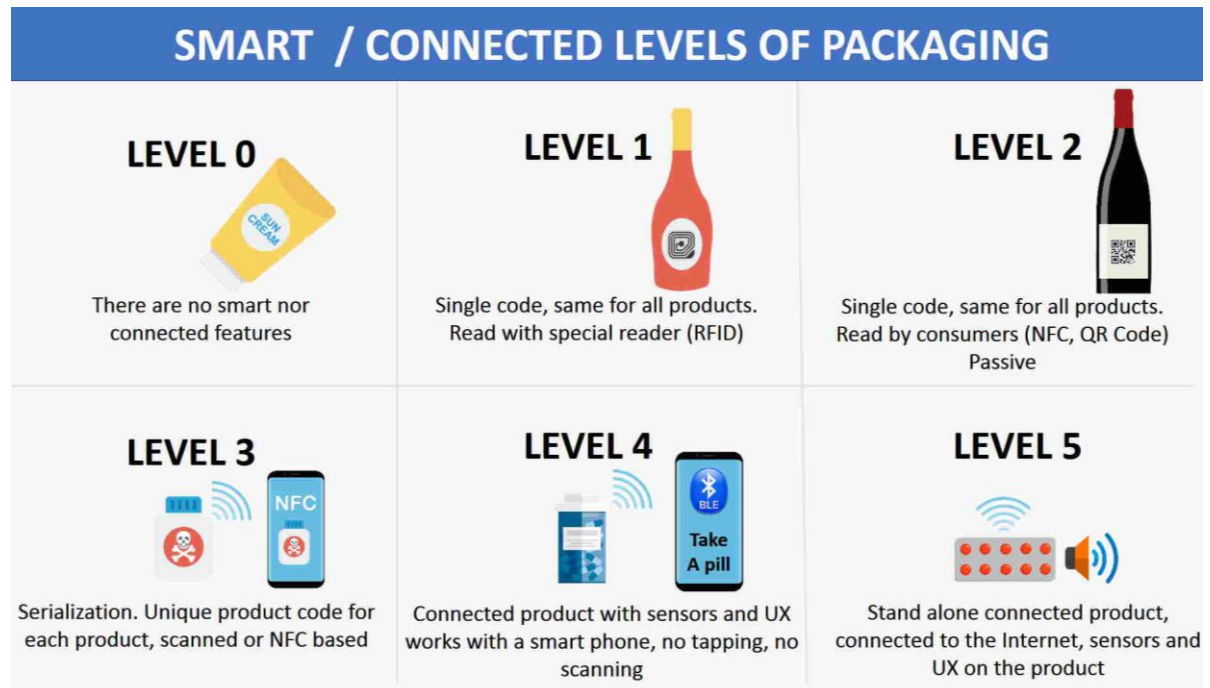 SMART / CONNECTED LEVELS OF PACKAGING
LEVEL 0
SUN
CREAM
There are no smart nor
connected features
LEVEL 1
Single code, same for all products.
Read with special reader (RFID)
LEVEL 2
Single code, same for all products.
Read by consumers (NFC, QR Code)
Passive
LEVEL 3
NFC
Serialization. Unique product code for
each product, scanned or NFC based
LEVEL 4
BLE
Take
A pill
Connected product with sensors and UX
works with a smart phone, no tapping, no
scanning
LEVEL 5
Stand alone connected product,
connected to the Internet, sensors and
UX on the product